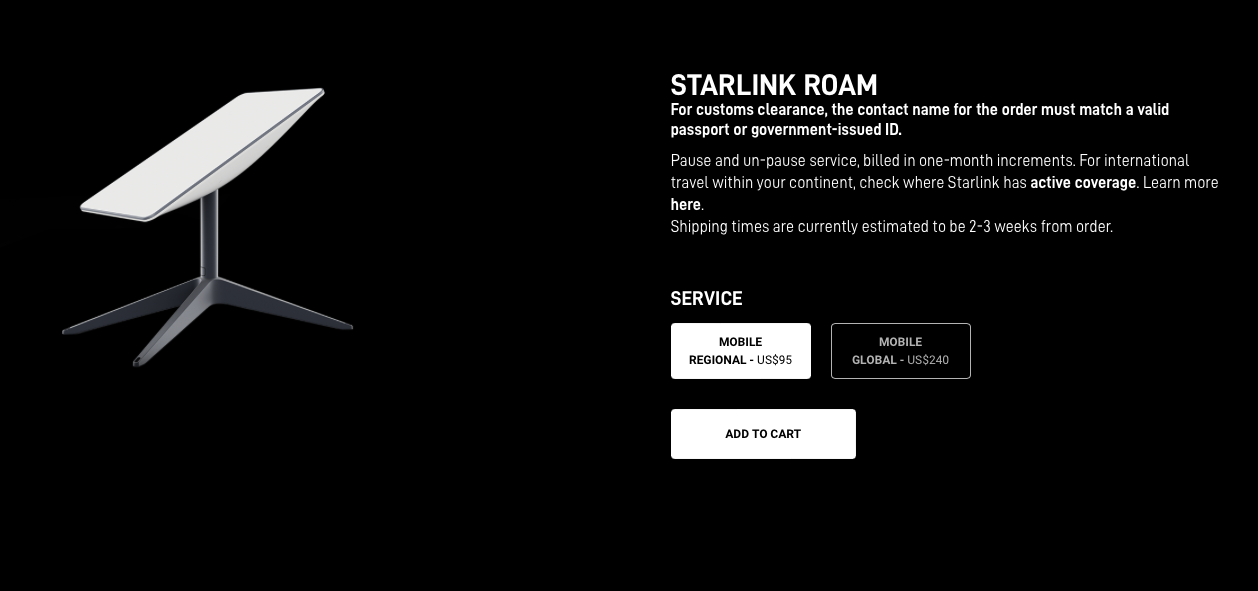 STARLINK ROAM
For customs clearance, the contact name for the order must match a valid
passport or government-issued ID.
Pause and un-pause service, billed in one-month increments. For international
travel within your continent, check where Starlink has active coverage. Learn more
here.
Shipping times are currently estimated to be 2-3 weeks from order.
SERVICE
MOBILE
REGIONAL - US$95
MOBILE
GLOBAL - US$240
ADD TO CART